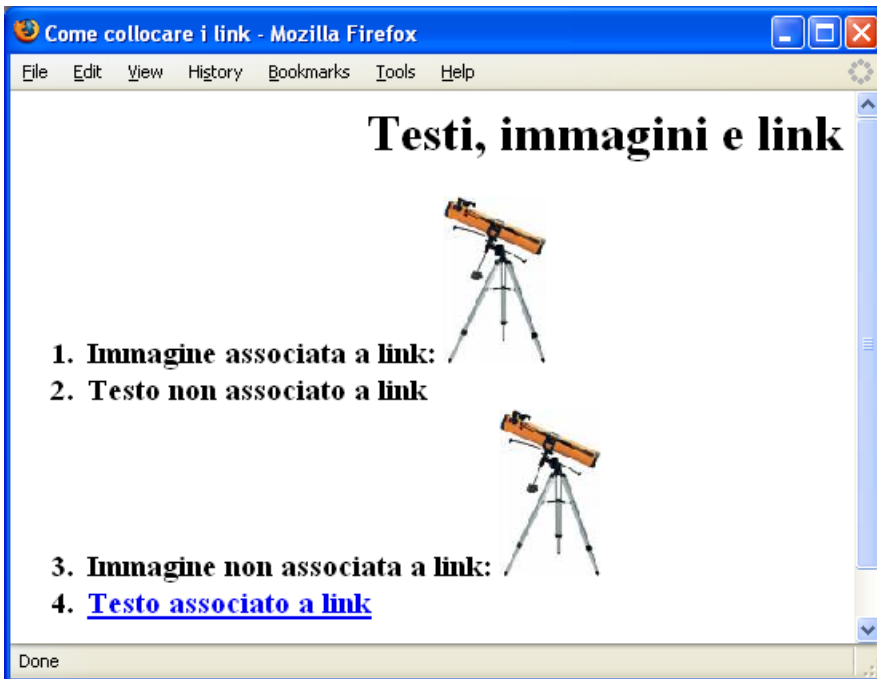 Come collocare i link - Mozilla Firefox
File Edit View History Bookmarks Tools Help
Testi, immagini e link
1. Immagine associata a link:
2. Testo non associato a link
3. Immagine non associata a link:
4. Testo associato a link
Done